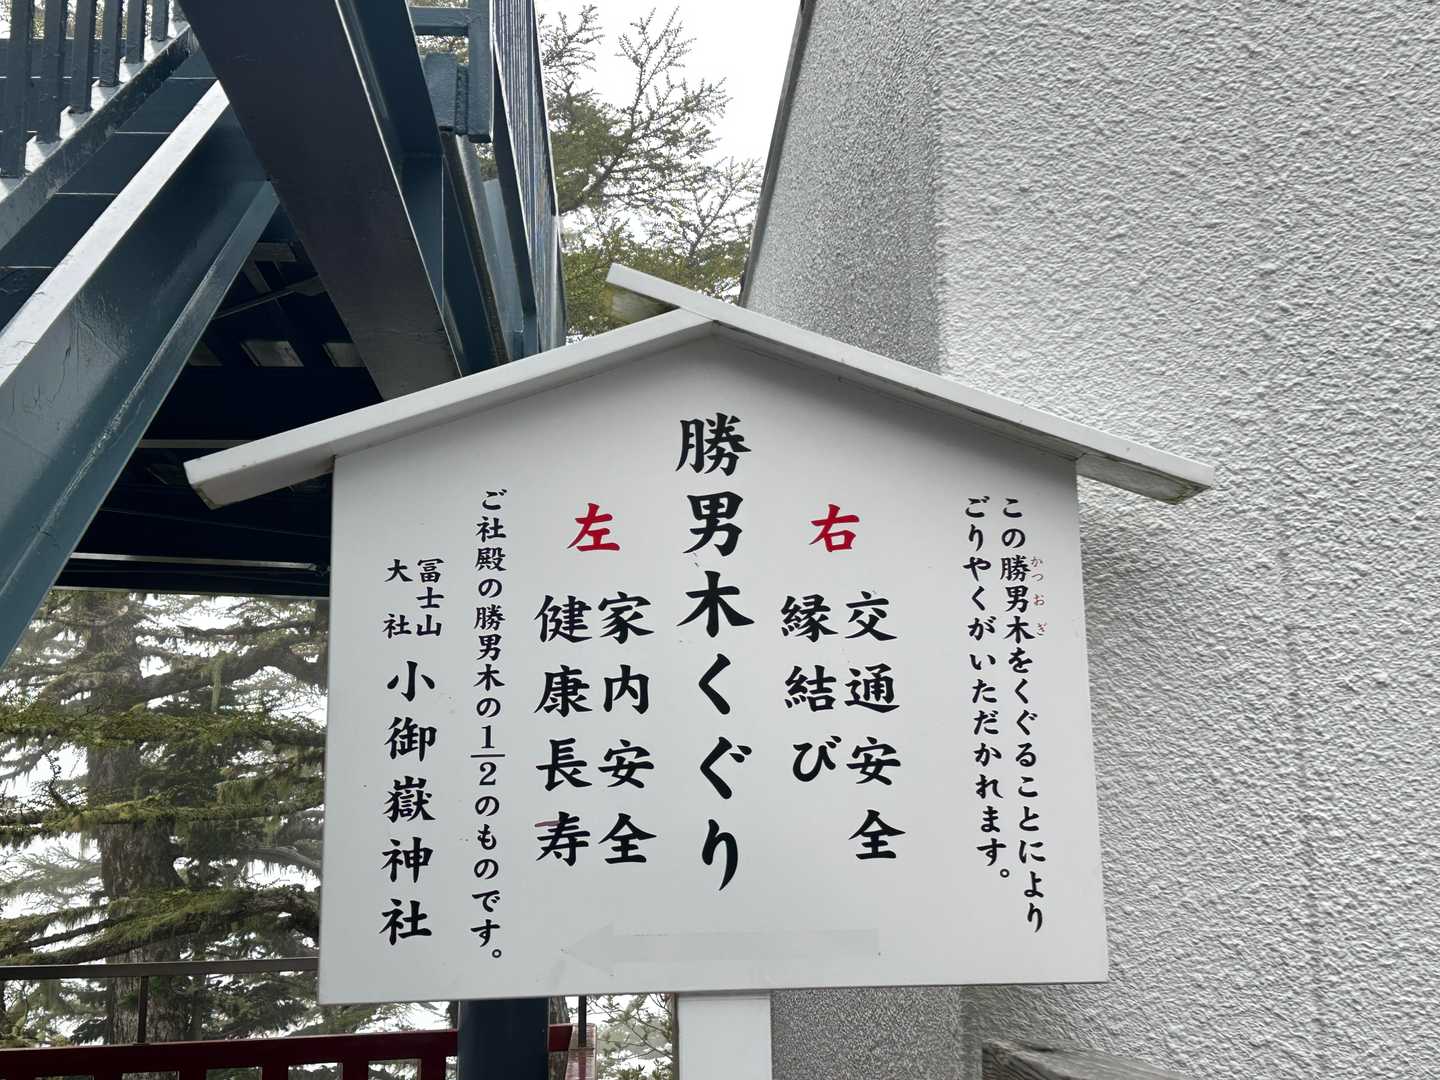 この勝男木をくぐることにより
かつおぎ
ごりやくがいただかれます。
勝男木くぐり
右
交通安全
縁結び
左
家内安全
健康長寿
ご社殿の勝男木の1/2のものです。
冨士山
大社
小御嶽神社